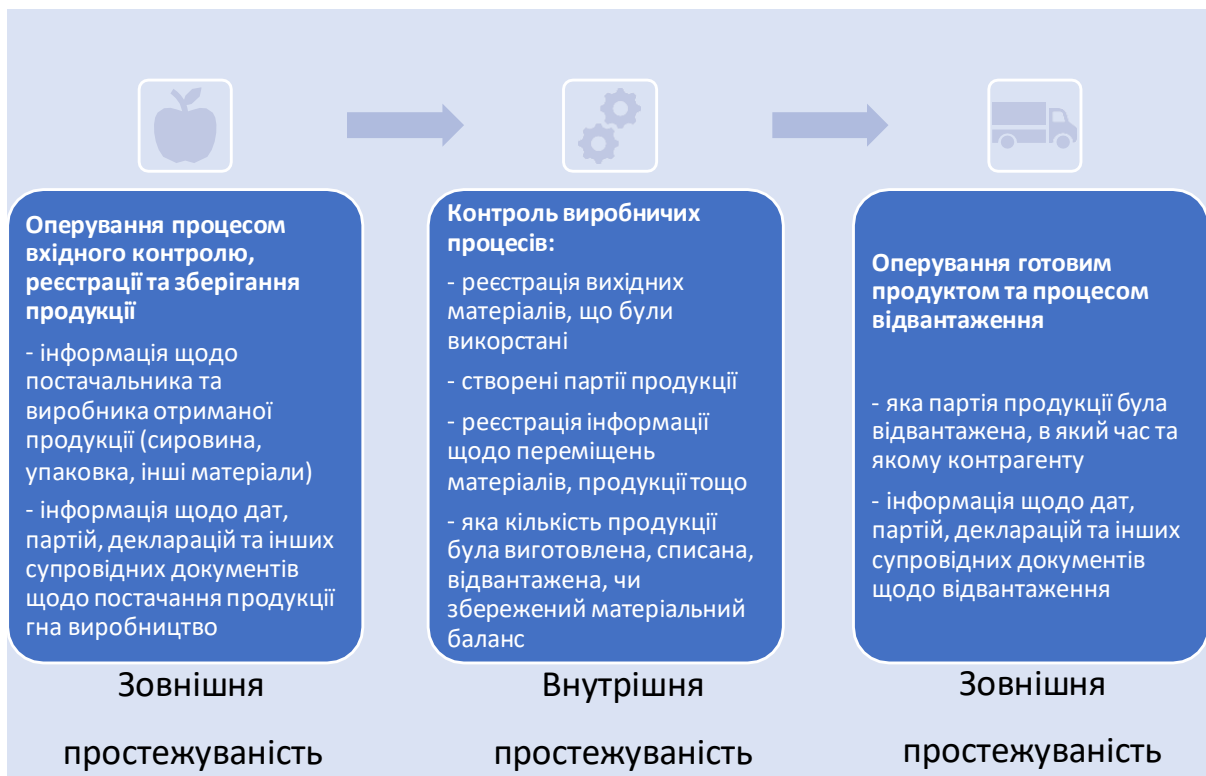 Оперування процесом
вхідного контролю,
реєстрації та зберігання
продукції
- інформація щодо
постачальника та
виробника отриманої
продукції (сировина,
упаковка, інші матеріали)
- інформація щодо дат,
партій, декларацій та інших
супровідних документів
щодо постачання продукції
гна виробництво
Зовнішня
простежуваність
Контроль виробничих
процесів:
- реєстрація вихідних
матеріалів, що були
викорстані
- створені партії продукції
- реєстрація інформації
щодо переміщень
матеріалів, продукції тощо
- яка кількість продукції
була виготовлена, списана,
відвантажена, чи
збережений матеріальний
баланс
Внутрішня
простежуваність
Оперування готовим
продуктом та процесом
відвантаження
- яка партія продукції була
відвантажена, в який час та
якому контрагенту
- інформація щодо дат,
партій, декларацій та інших
супровідних документів
щодо відвантаження
Зовнішня
простежуваність